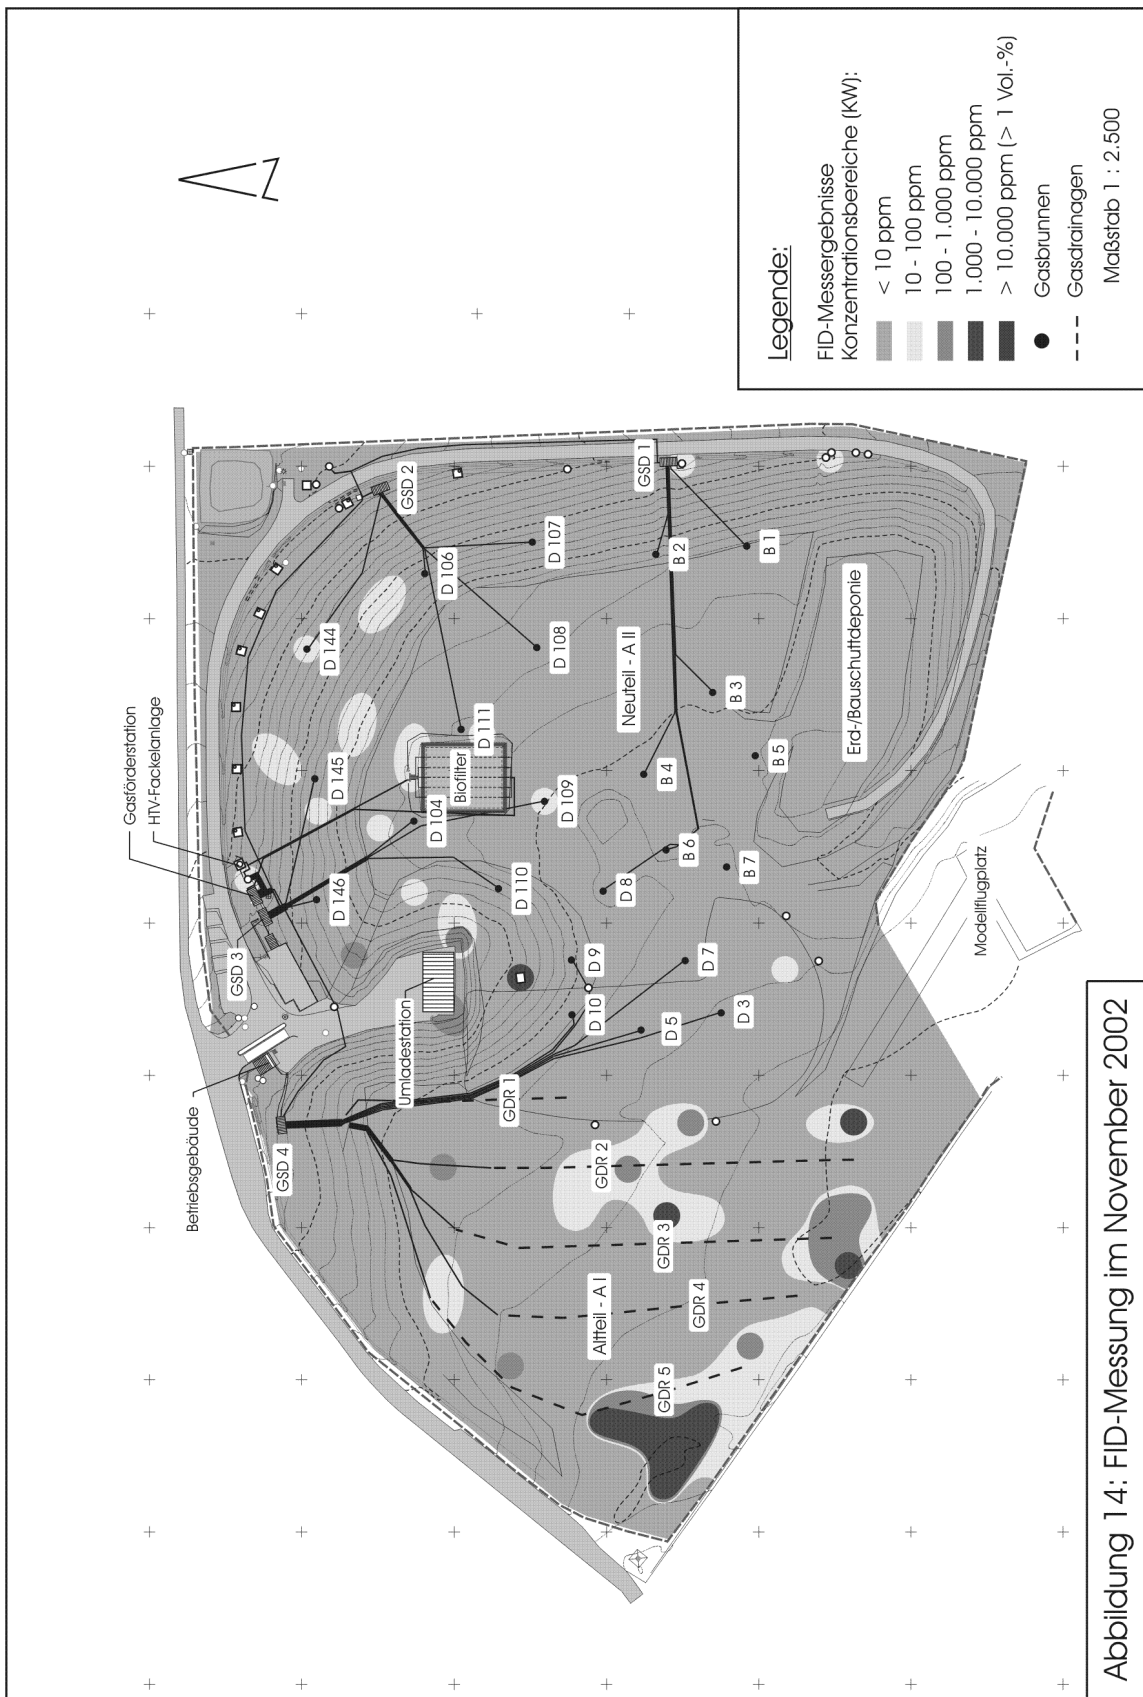 Gasförderstation
HTV-Fackelanlage
Betriebsgebäude
GSD 4
GSD 3
GSD 2
GSD 1
D 146
D 145
D 144
D 104
D 106
D 107
D 108
D 111
D 109
D 110
Biofilter
Umladestation
D 8
D 9
D 10
D 7
D 5
D 3
B 1
B 2
B 3
B 4
B 5
B 6
B 7
Neuteil - A II
Altteil - A I
GDR 1
GDR 2
GDR 3
GDR 4
GDR 5
Erd-/Bauschuttdeponie
Modellflugplatz
Legende:
FID-Messergebnisse
Konzentrationsbereiche (KW):
< 10 ppm
10 - 100 ppm
100 - 1.000 ppm
1.000 - 10.000 ppm
> 10.000 ppm (> 1 Vol.-%)
Gasbrunnen
Gasdrainagen
Maßstab 1 : 2.500
Abbildung 14: FID-Messung im November 2002